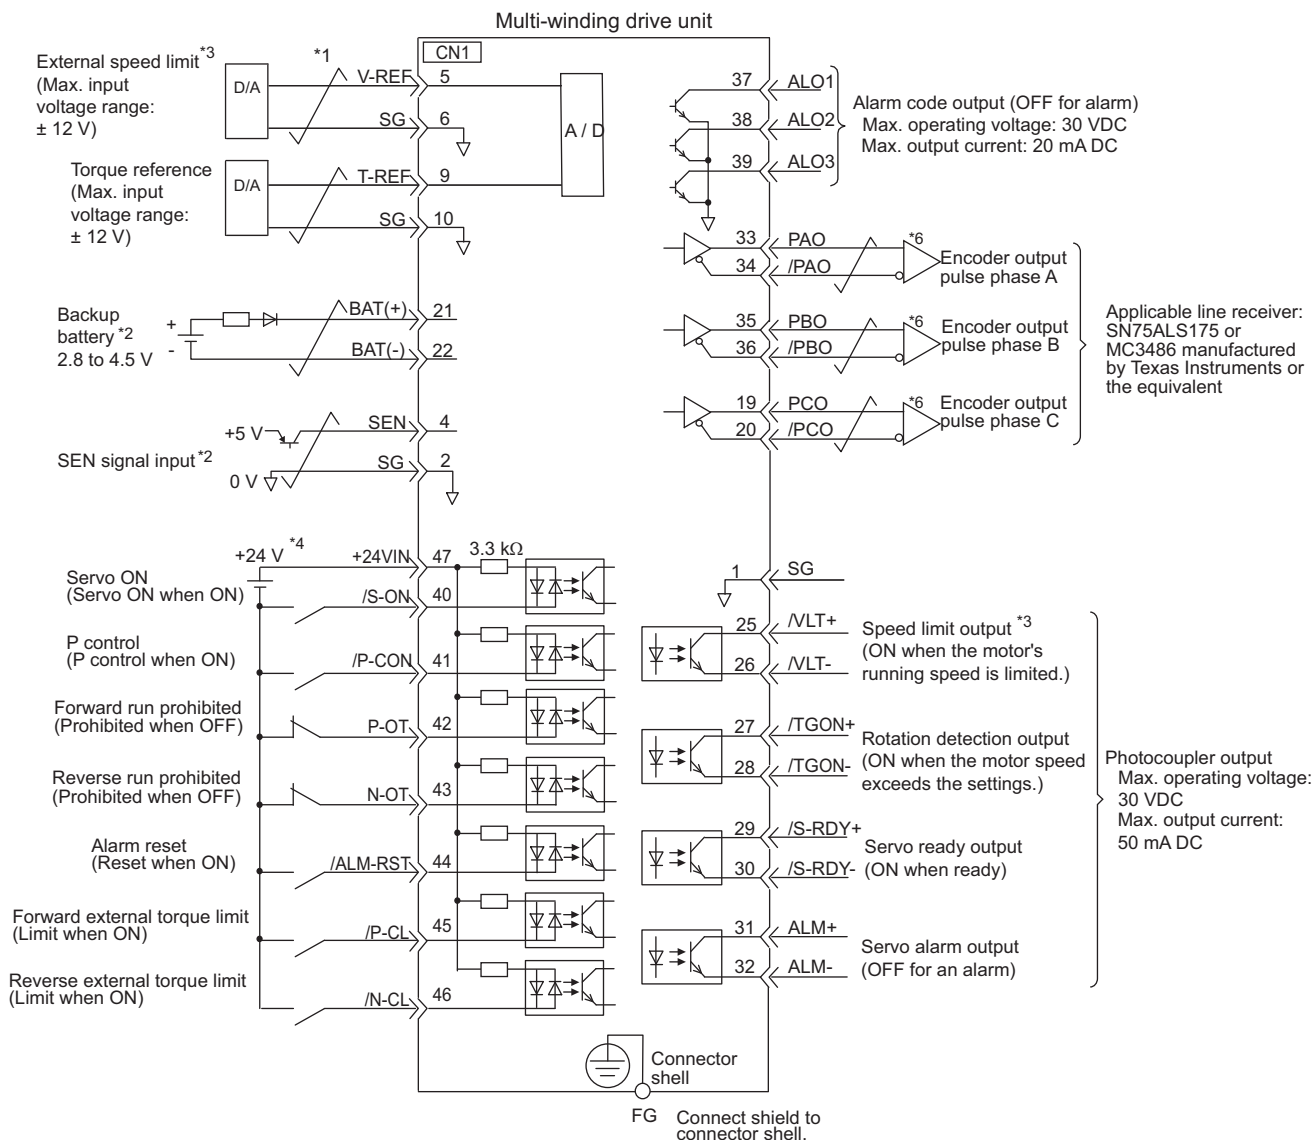 Multi-winding drive unit
CN1
External speed limit*3
(Max. input
voltage range:
± 12 V)
*1
D/A
V-REF
5
SG
6
A / D
Torque reference
(Max. input
voltage range:
± 12 V)
D/A
T-REF
9
SG
10
Backup
battery *2
2.8 to 4.5 V
+
-
BAT(+)
21
BAT(-)
22
SEN signal input*2
+5 V
0 V
SEN
4
SG
2
+24 V *4
+24VIN
47
3.3 kΩ
Servo ON
(Servo ON when ON)
/S-ON
40
P control
(P control when ON)
/P-CON
41
Forward run prohibited
(Prohibited when OFF)
P-OT
42
Reverse run prohibited
(Prohibited when OFF)
N-OT
43
Alarm reset
(Reset when ON)
/ALM-RST
44
Forward external torque limit
(Limit when ON)
/P-CL
45
Reverse external torque limit
(Limit when ON)
/N-CL
46
37
ALO1
38
ALO2
39
ALO3
Alarm code output (OFF for alarm)
Max. operating voltage: 30 VDC
Max. output current: 20 mA DC
33
PAO
34
/PAO
*6
Encoder output
pulse phase A
35
PBO
36
/PBO
*6
Encoder output
pulse phase B
19
PCO
20
/PCO
*6
Encoder output
pulse phase C
Applicable line receiver:
SN75ALS175 or
MC3486 manufactured
by Texas Instruments or
the equivalent
1
SG
25
/VLT+
26
/VLT-
Speed limit output *3
(ON when the motor's
running speed is limited.)
27
/TGON+
28
/TGON-
Rotation detection output
(ON when the motor speed
exceeds the settings.)
29
/S-RDY+
30
/S-RDY-
Servo ready output
(ON when ready)
31
ALM+
32
ALM-
Servo alarm output
(OFF for an alarm)
Photocoupler output
Max. operating voltage:
30 VDC
Max. output current:
50 mA DC
Connector
shell
FG
Connect shield to
connector shell.